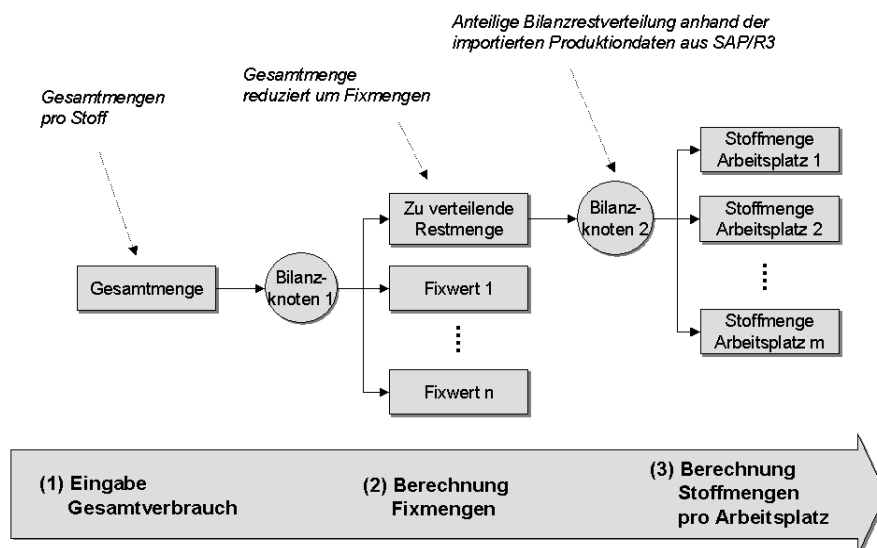 Anteilige Bilanzrestverteilung anhand der
importierten Produktiondaten aus SAP/R3
Gesamtmenge
reduziert um Fixmengen
Gesamtmengen
pro Stoff
Gesamtmenge
Bilanz-
knoten 1
Zu verteilende
Restmenge
Fixwert 1
Fixwert n
Bilanz-
knoten 2
Stoffmenge
Arbeitsplatz 1
Stoffmenge
Arbeitsplatz 2
Stoffmenge
Arbeitsplatz m
(1) Eingabe
Gesamtverbrauch
(2) Berechnung
Fixmengen
(3) Berechnung
Stoffmengen
pro Arbeitsplatz